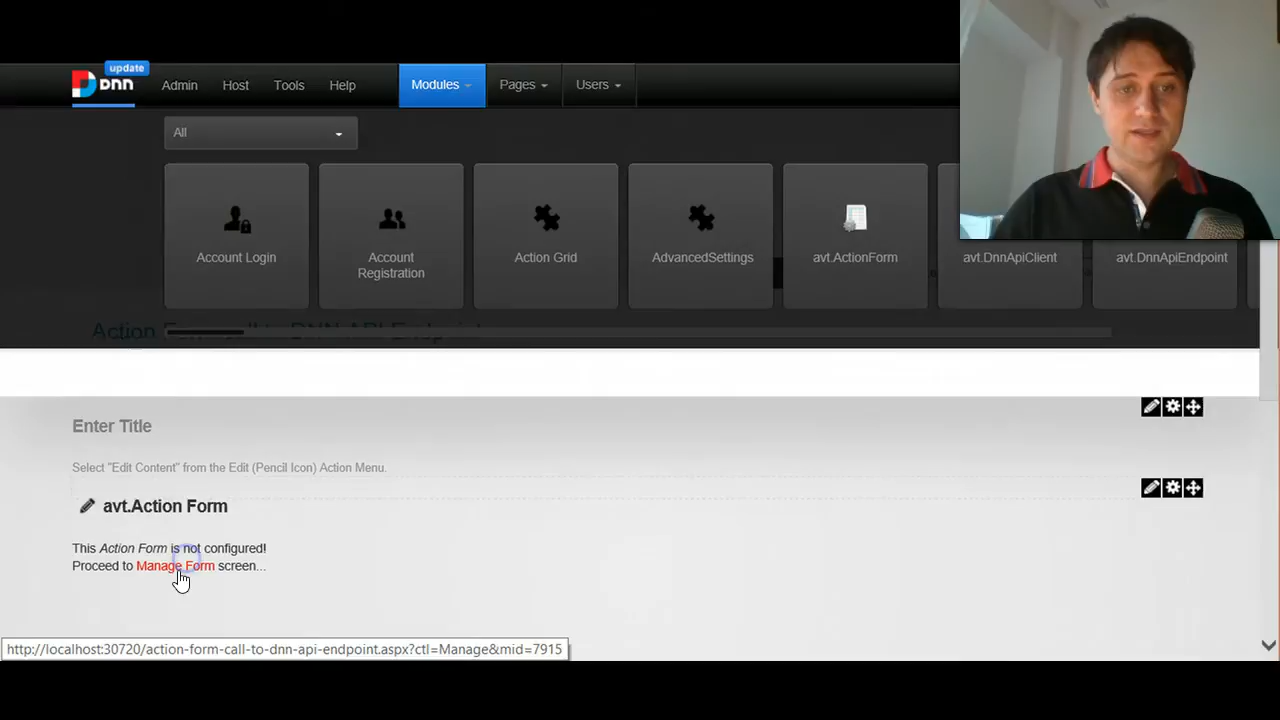 update
DNN Admin Host Tools Help Modules Pages Users
All
Account Login
Account Registration
Action Grid
AdvancedSettings
avt.ActionForm
avt.DnnApiClient
avt.DnnApiEndpoint
Enter Title
Select "Edit Content" from the Edit (Pencil Icon) Action Menu.
avt.Action Form
This Action Form is not configured!
Proceed to Manage Form screen...
http://localhost:30720/action-form-call-to-dnn-api-endpoint.aspx?ctl=Manage&mid=7915